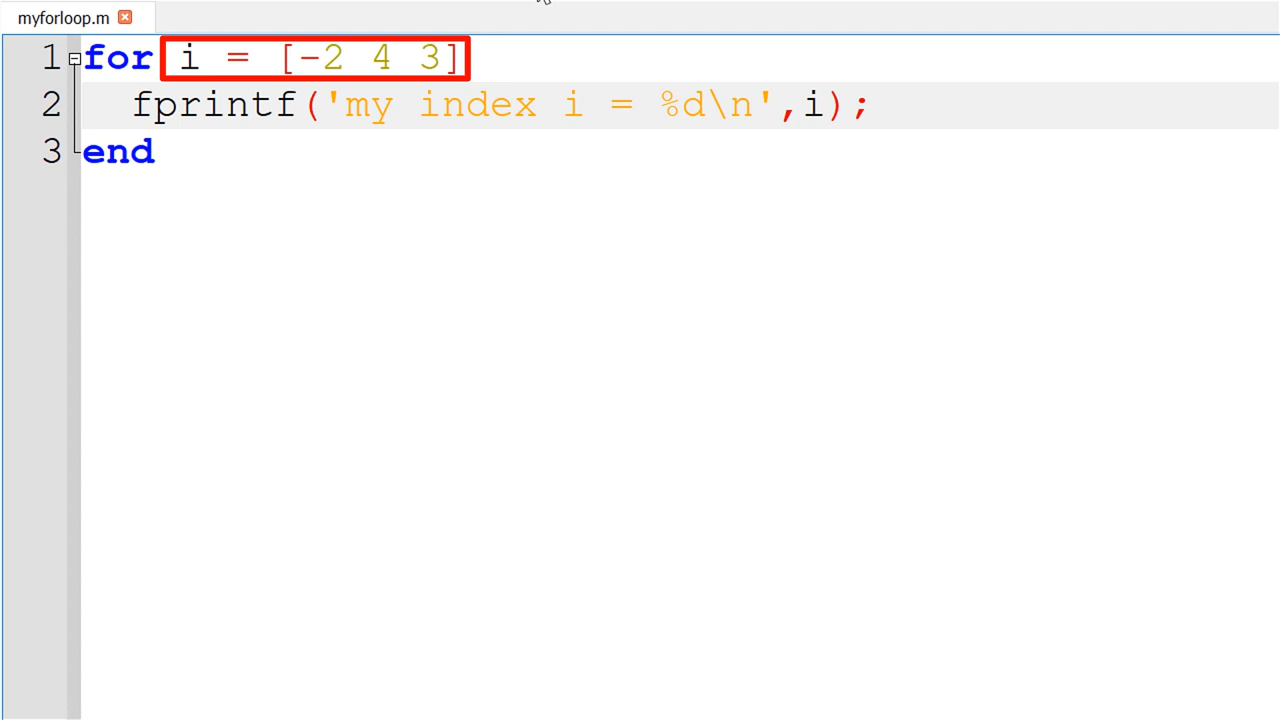 myforloop.m
1 for i = [-2 4 3]
2 fprintf('my index i = %d\n',i);
3 end